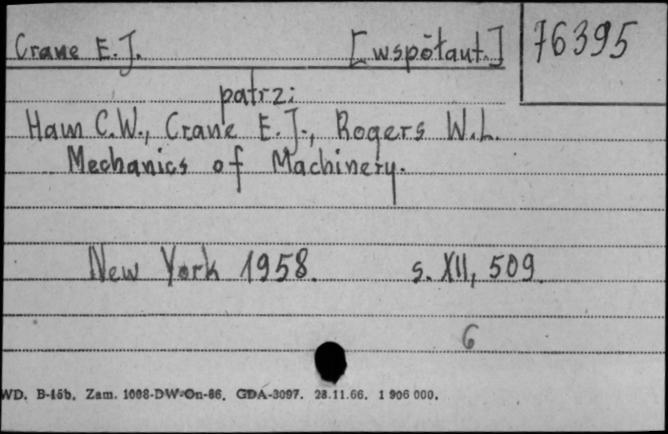 Crane E.J. [współaut.] 76395
patrz:
Ham C.W., Crane E.J., Rogers W.L.
Mechanics of Machinery.
New York 1958. s. XII, 509.
6
WD. B-15b. Zam. 1008-DW-On-66. GDA-3097. 28.11.66. 1 906 000.